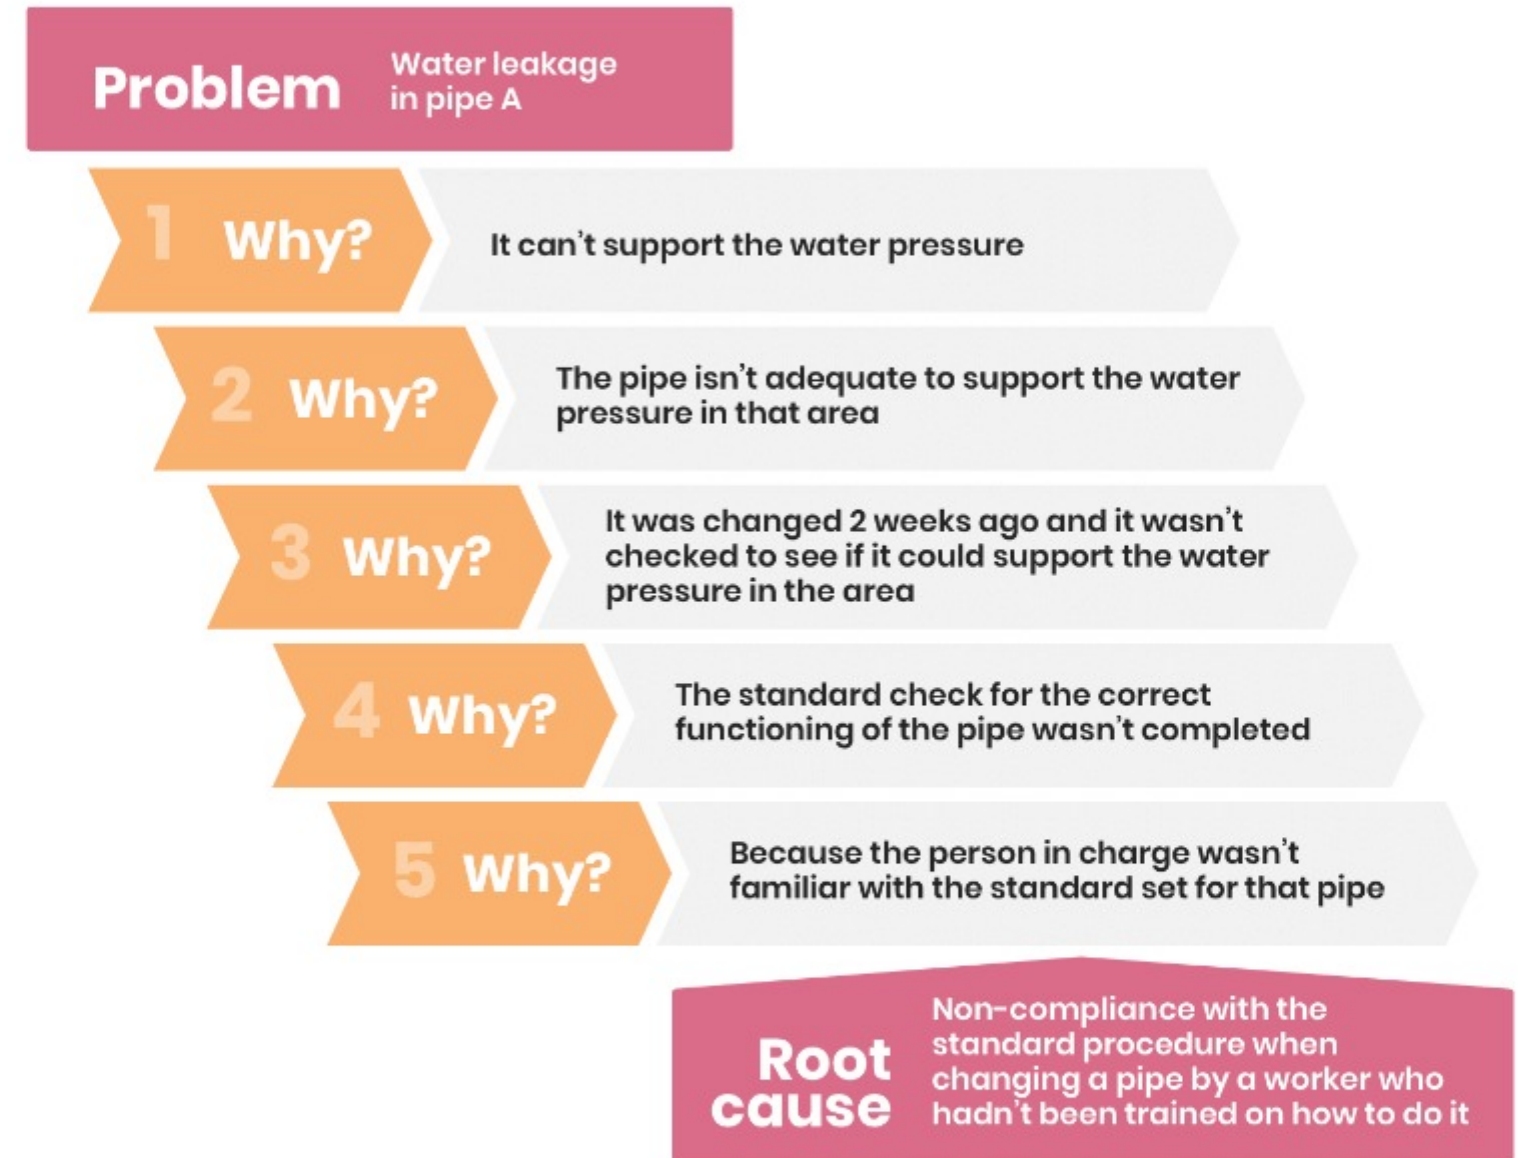 Problem
Water leakage
in pipe A
1 Why?
It can't support the water pressure
2 Why?
The pipe isn't adequate to support the water
pressure in that area
3 Why?
It was changed 2 weeks ago and it wasn't
checked to see if it could support the water
pressure in the area
4 Why?
The standard check for the correct
functioning of the pipe wasn't completed
5 Why?
Because the person in charge wasn't
familiar with the standard set for that pipe
Root
cause
Non-compliance with the
standard procedure when
changing a pipe by a worker who
hadn't been trained on how to do it